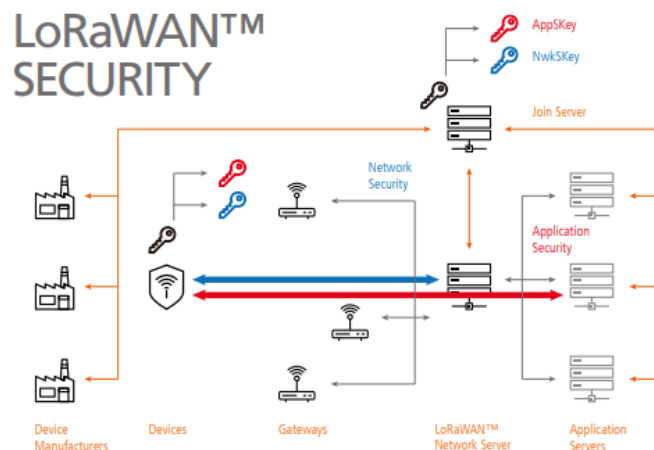 LoRaWAN™
SECURITY
AppSKey
NwkSKey
Join Server
Network
Security
Application
Security
Device
Manufacturers
Devices
Gateways
LoRaWAN™
Network Server
Application
Servers